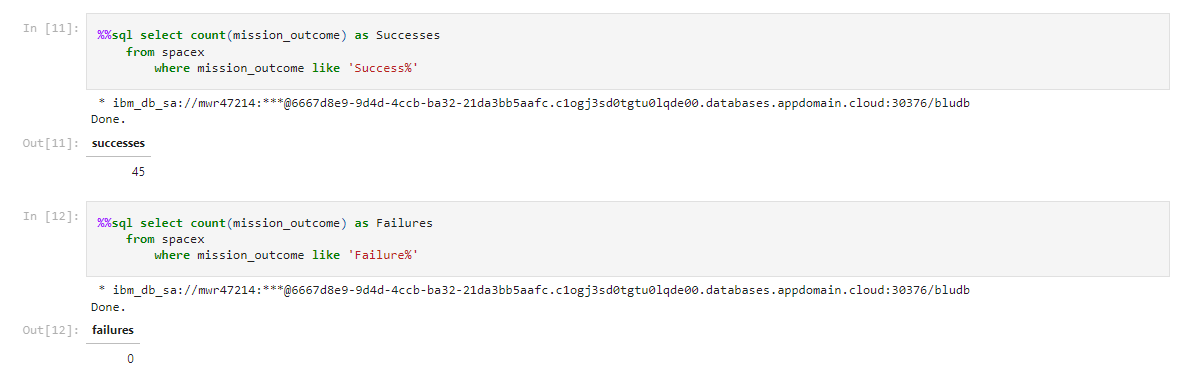 In [11]:
%%sql select count(mission_outcome) as Successes
from spacex
where mission_outcome like 'Success%'
* ibm_db_sa://mwr47214:***@6667d8e9-9d4d-4ccb-ba32-21da3bb5aafc.c1ogj3sd0tgtu0lqde00.databases.appdomain.cloud:30376/bludb
Done.
Out[11]:
successes
45
In [12]:
%%sql select count(mission_outcome) as Failures
from spacex
where mission_outcome like 'Failure%'
* ibm_db_sa://mwr47214:***@6667d8e9-9d4d-4ccb-ba32-21da3bb5aafc.c1ogj3sd0tgtu0lqde00.databases.appdomain.cloud:30376/bludb
Done.
Out[12]:
failures
0